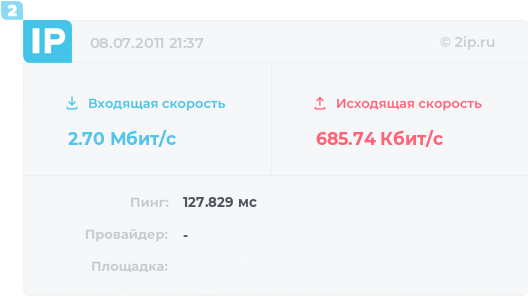 2
IP
08.07.2011 21:37
© 2ip.ru
Входящая скорость
Исходящая скорость
2.70 Мбит/с
685.74 Кбит/с
Пинг: 127.829 мс
Провайдер: -
Площадка: